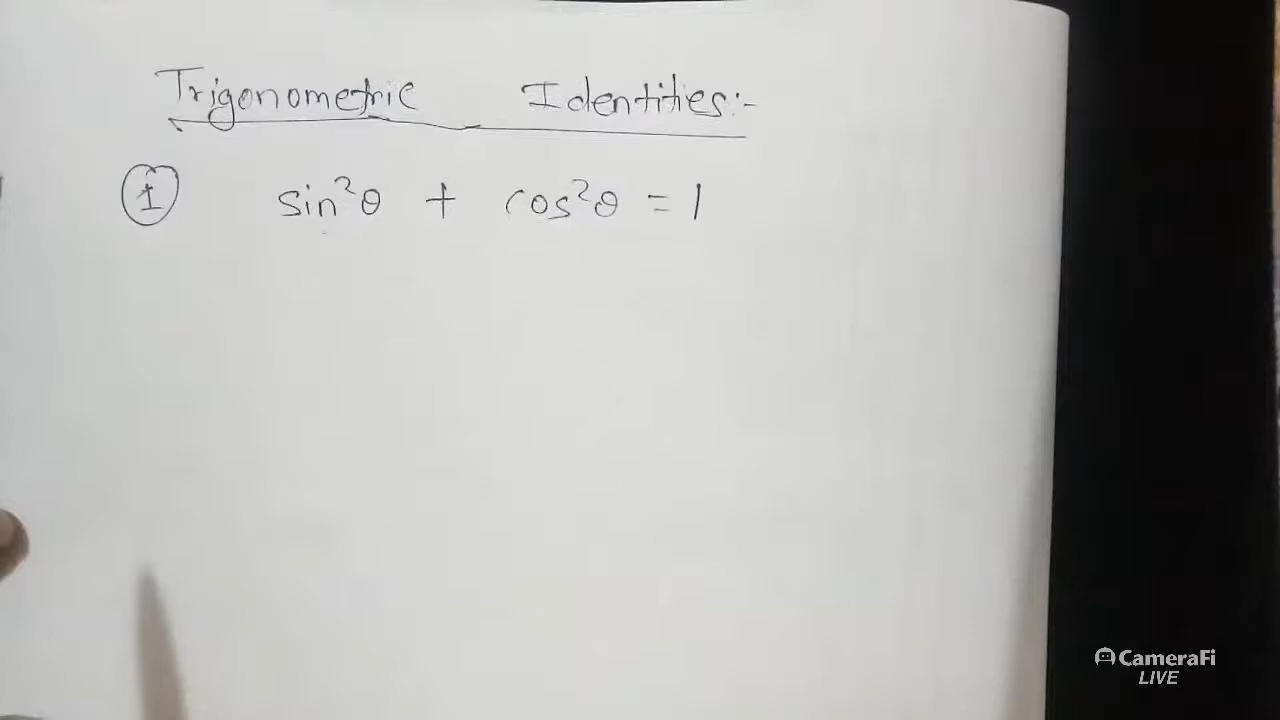 Trigonometric Identities:-
① sin²θ + cos²θ = 1
CameraFi
LIVE